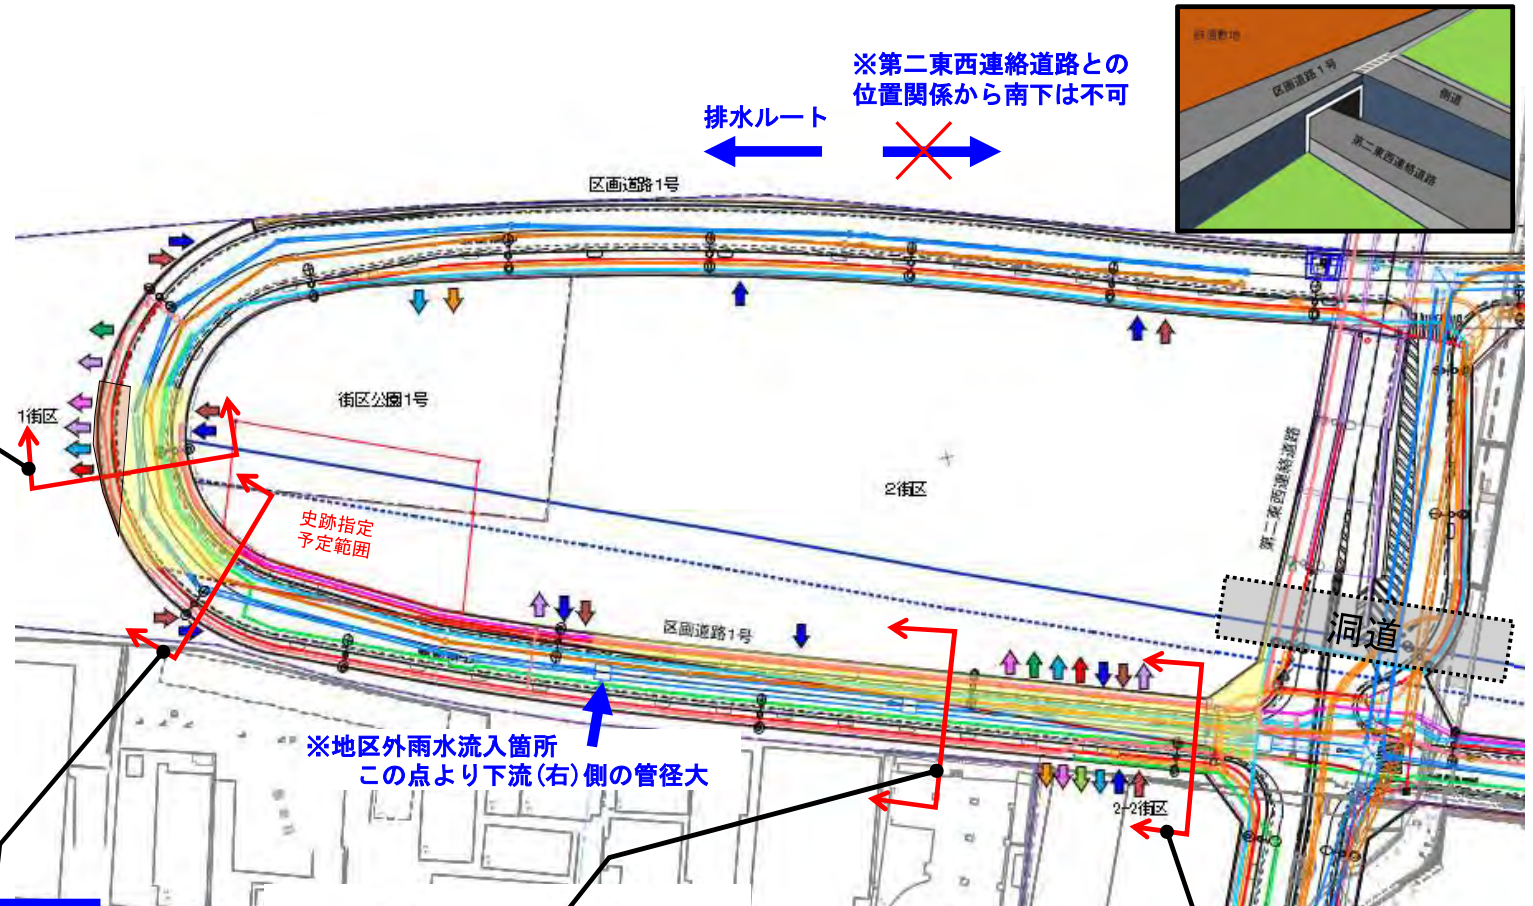 ※第二東西連絡道路との
位置関係から南下は不可
排水ルート
鉄道敷地
区画道路1号
側道
第二東西連絡道路
区画道路1号
1街区
街区公園1号
2街区
第二東西連絡道路
史跡指定
予定範囲
洞道
区画道路1号
※地区外雨水流入箇所
この点より下流(右)側の管径大
2-2街区